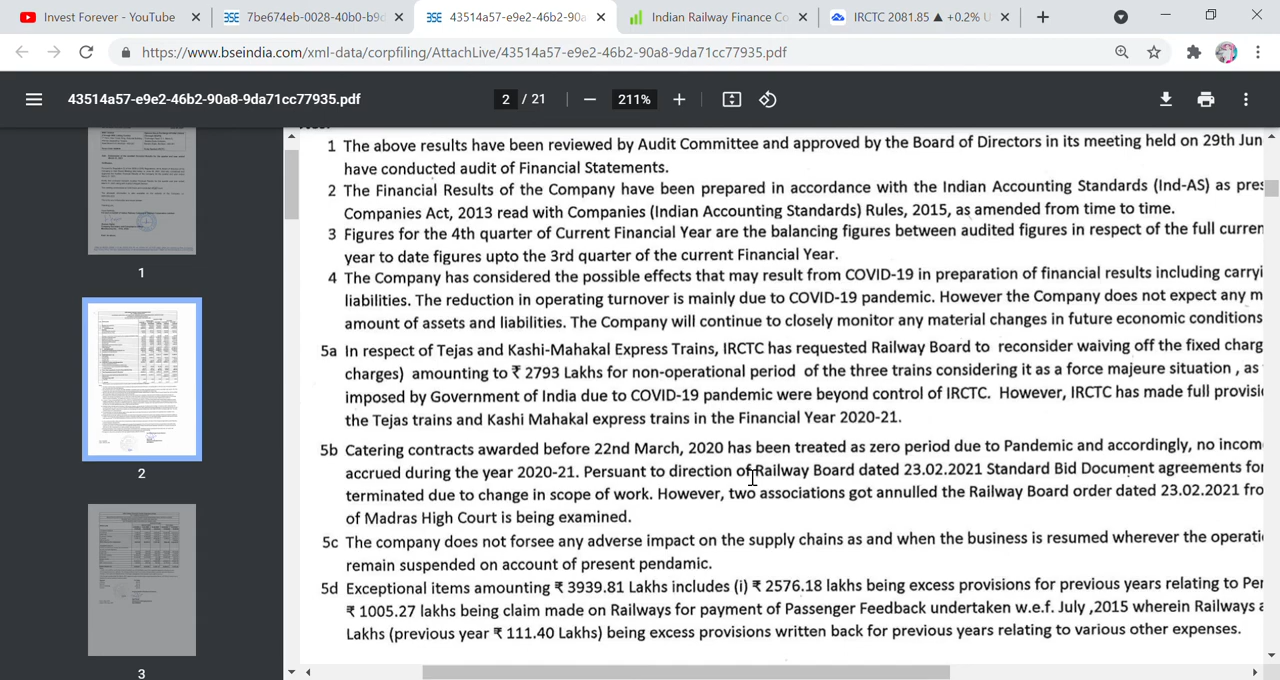 Invest Forever - YouTube
7be674eb-0028-40b0-b9d
43514a57-e9e2-46b2-90a
Indian Railway Finance Co
IRCTC 2081.85 ▲ +0.2% U
https://www.bseindia.com/xml-data/corpfiling/AttachLive/43514a57-e9e2-46b2-90a8-9da71cc77935.pdf
43514a57-e9e2-46b2-90a8-9da71cc77935.pdf
2 / 21
211%
1 The above results have been reviewed by Audit Committee and approved by the Board of Directors in its meeting held on 29th Jun
have conducted audit of Financial Statements.
2 The Financial Results of the Company have been prepared in accordance with the Indian Accounting Standards (Ind-AS) as pres
Companies Act, 2013 read with Companies (Indian Accounting Standards) Rules, 2015, as amended from time to time.
3 Figures for the 4th quarter of Current Financial Year are the balancing figures between audited figures in respect of the full curren
year to date figures upto the 3rd quarter of the current Financial Year.
4 The Company has considered the possible effects that may result from COVID-19 in preparation of financial results including carryi
liabilities. The reduction in operating turnover is mainly due to COVID-19 pandemic. However the Company does not expect any m
amount of assets and liabilities. The Company will continue to closely monitor any material changes in future economic conditions
5a In respect of Tejas and Kashi-Mahakal Express Trains, IRCTC has requested Railway Board to reconsider waiving off the fixed charg
charges) amounting to ₹ 2793 Lakhs for non-operational period of the three trains considering it as a force majeure situation , as
imposed by Government of India due to COVID-19 pandemic were beyond control of IRCTC. However, IRCTC has made full provisi
the Tejas trains and Kashi Mahakal express trains in the Financial Year 2020-21.
5b Catering contracts awarded before 22nd March, 2020 has been treated as zero period due to Pandemic and accordingly, no incom
accrued during the year 2020-21. Persuant to direction of Railway Board dated 23.02.2021 Standard Bid Document agreements for
terminated due to change in scope of work. However, two associations got annulled the Railway Board order dated 23.02.2021 fro
of Madras High Court is being examined.
5c The company does not foresee any adverse impact on the supply chains as and when the business is resumed wherever the operati
remain suspended on account of present pendamic.
5d Exceptional items amounting ₹ 3939.81 Lakhs includes (i) ₹ 2576.18 lakhs being excess provisions for previous years relating to Per
₹ 1005.27 lakhs being claim made on Railways for payment of Passenger Feedback undertaken w.e.f. July ,2015 wherein Railways a
Lakhs (previous year ₹ 111.40 Lakhs) being excess provisions written back for previous years relating to various other expenses.
1
2
3